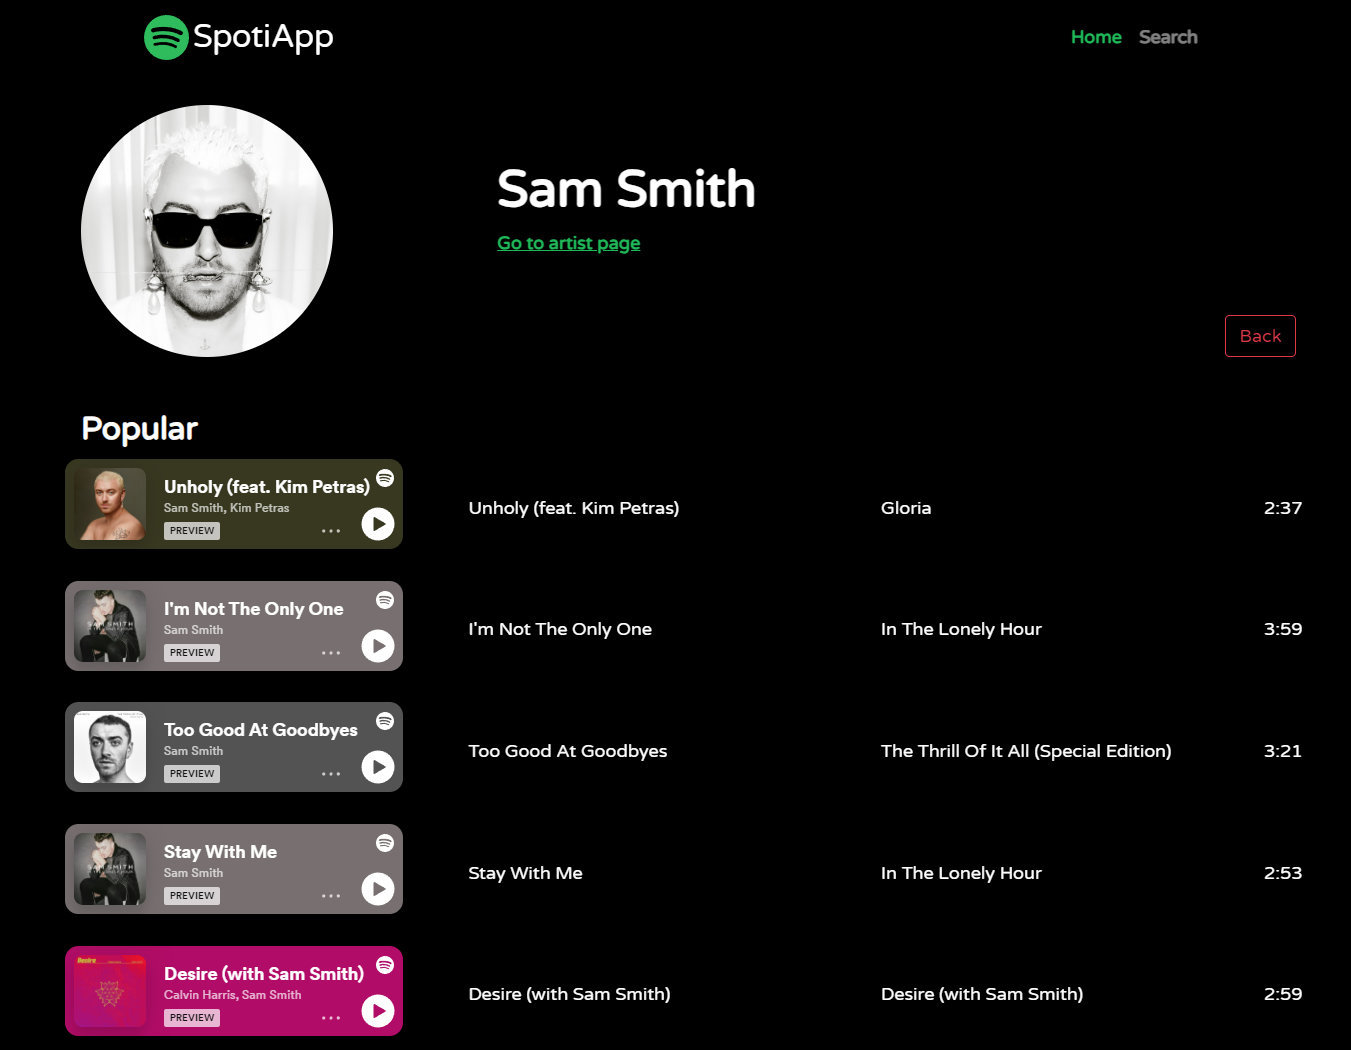 SpotiApp
Home Search
Sam Smith
Go to artist page
Back
Popular
Unholy (feat. Kim Petras)
Sam Smith, Kim Petras
PREVIEW
Unholy (feat. Kim Petras) Gloria 2:37
I'm Not The Only One
Sam Smith
PREVIEW
SAM SMITH
I'm Not The Only One In The Lonely Hour 3:59
Too Good At Goodbyes
Sam Smith
PREVIEW
Too Good At Goodbyes The Thrill Of It All (Special Edition) 3:21
Stay With Me
Sam Smith
PREVIEW
SAM SMITH
Stay With Me In The Lonely Hour 2:53
Desire
Desire (with Sam Smith)
Calvin Harris, Sam Smith
PREVIEW
Desire (with Sam Smith) Desire (with Sam Smith) 2:59